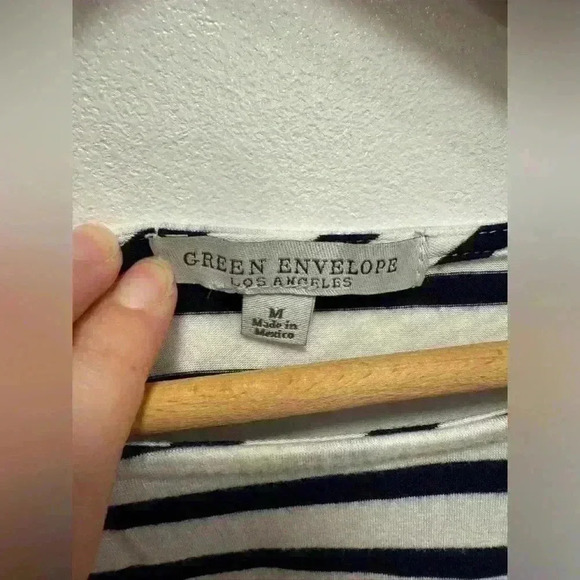 GREEN ENVELOPE
LOS ANGELES
M
Made in
Mexico